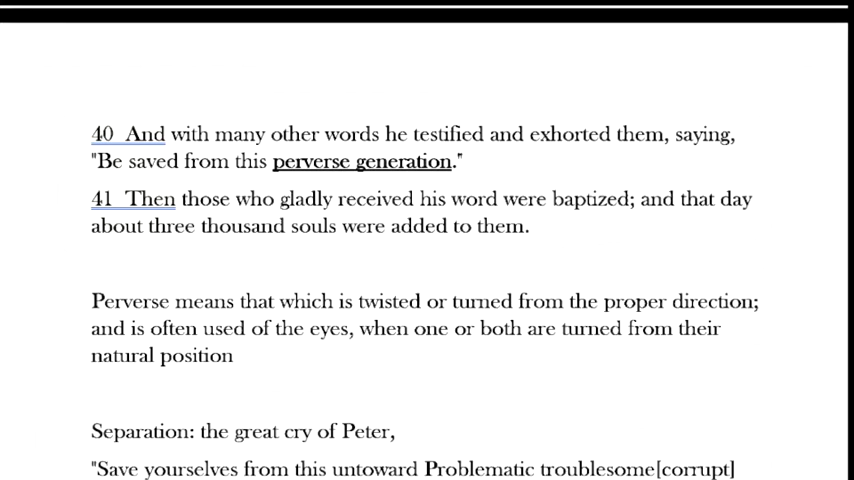 40  And with many other words he testified and exhorted them, saying,
"Be saved from this perverse generation."
41  Then those who gladly received his word were baptized; and that day
about three thousand souls were added to them.
Perverse means that which is twisted or turned from the proper direction;
and is often used of the eyes, when one or both are turned from their
natural position
Separation: the great cry of Peter,
"Save yourselves from this untoward Problematic troublesome[corrupt]